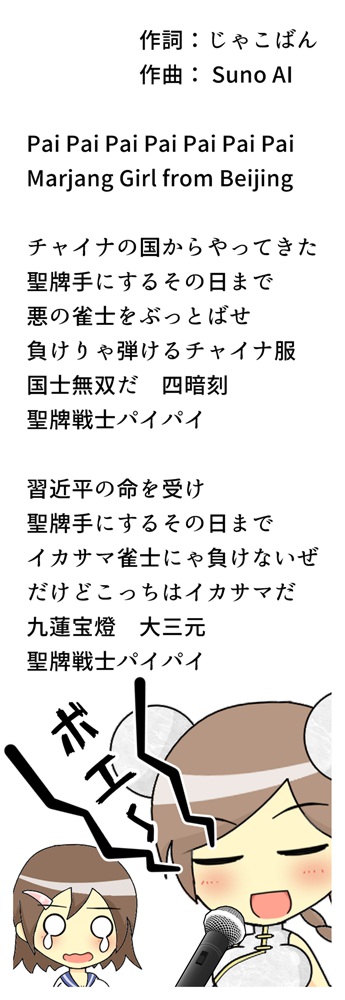 作詞：じゃこばん
作曲： Suno AI
Pai Pai Pai Pai Pai Pai Pai
Marjang Girl from Beijing
チャイナの国からやってきた
聖牌手にするその日まで
悪の雀士をぶっとばせ
負けりゃ弾けるチャイナ服
国士無双だ　四暗刻
聖牌戦士パイパイ
習近平の命を受け
聖牌手にするその日まで
イカサマ雀士にゃ負けないぜ
だけどこっちはイカサマだ
九蓮宝燈　大三元
聖牌戦士パイパイ
ボエ～